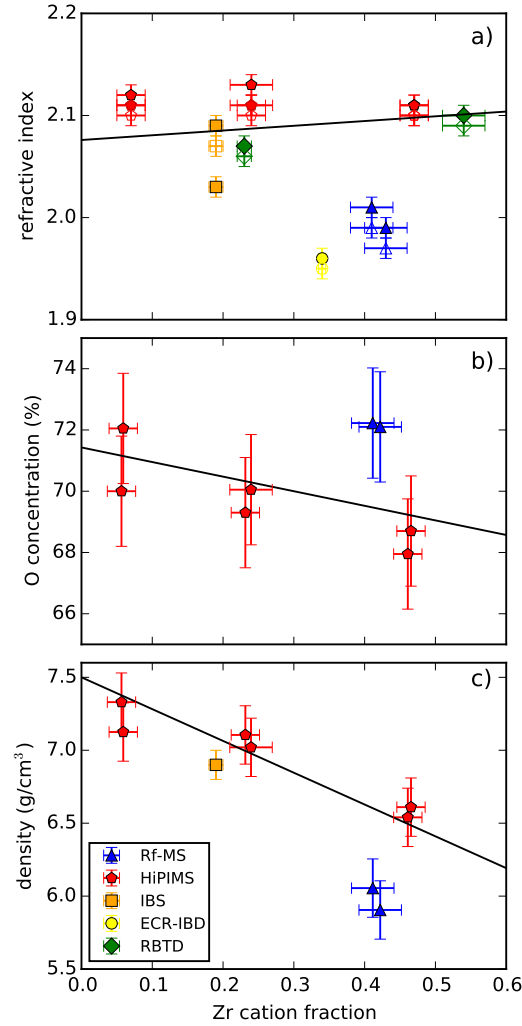 2.2
a)
2.1
2.0
1.9
refractive index
b)
74
72
70
68
66
O concentration (%)
c)
7.5
7.0
6.5
6.0
5.5
density (g/cm³)
Rf-MS
HiPIMS
IBS
ECR-IBD
RBTD
0.0 0.1 0.2 0.3 0.4 0.5 0.6
Zr cation fraction